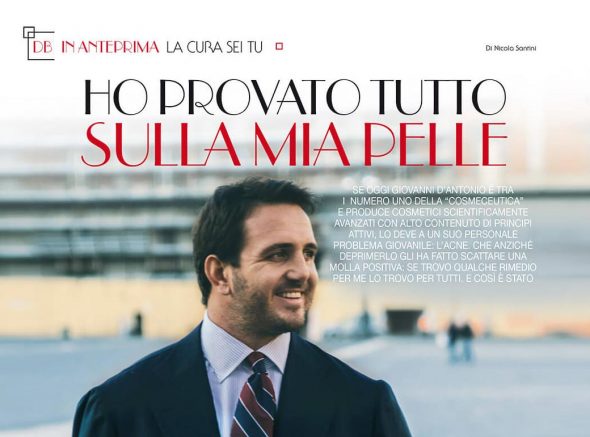 DB IN ANTEPRIMA LA CURA SEI TU
Di Nicola Santini
HO PROVATO TUTTO
SULLA MIA PELLE
SE OGGI GIOVANNI D'ANTONIO È TRA
I NUMERO UNO DELLA "COSMECEUTICA"
E PRODUCE COSMETICI SCIENTIFICAMENTE
AVANZATI CON ALTO CONTENUTO DI PRINCIPI
ATTIVI, LO DEVE A UN SUO PERSONALE
PROBLEMA GIOVANILE: L'ACNE. CHE ANZICHÉ
DEPRIMERLO GLI HA FATTO SCATTARE UNA
MOLLA POSITIVA: SE TROVO QUALCHE RIMEDIO
PER ME LO TROVO PER TUTTI. E COSÌ È STATO